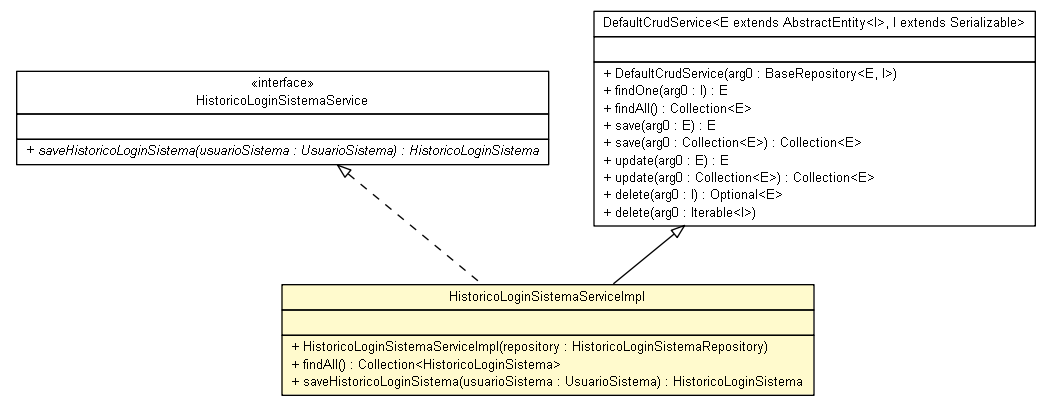 «interface»
HistoricoLoginSistemaService
+ saveHistoricoLoginSistema(usuarioSistema : UsuarioSistema) : HistoricoLoginSistema
DefaultCrudService<E extends AbstractEntity<I>, I extends Serializable>
+ DefaultCrudService(arg0 : BaseRepository<E, I>)
+ findOne(arg0 : I) : E
+ findAll() : Collection<E>
+ save(arg0 : E) : E
+ save(arg0 : Collection<E>) : Collection<E>
+ update(arg0 : E) : E
+ update(arg0 : Collection<E>) : Collection<E>
+ delete(arg0 : I) : Optional<E>
+ delete(arg0 : Iterable<I>)
HistoricoLoginSistemaServiceImpl
+ HistoricoLoginSistemaServiceImpl(repository : HistoricoLoginSistemaRepository)
+ findAll() : Collection<HistoricoLoginSistema>
+ saveHistoricoLoginSistema(usuarioSistema : UsuarioSistema) : HistoricoLoginSistema